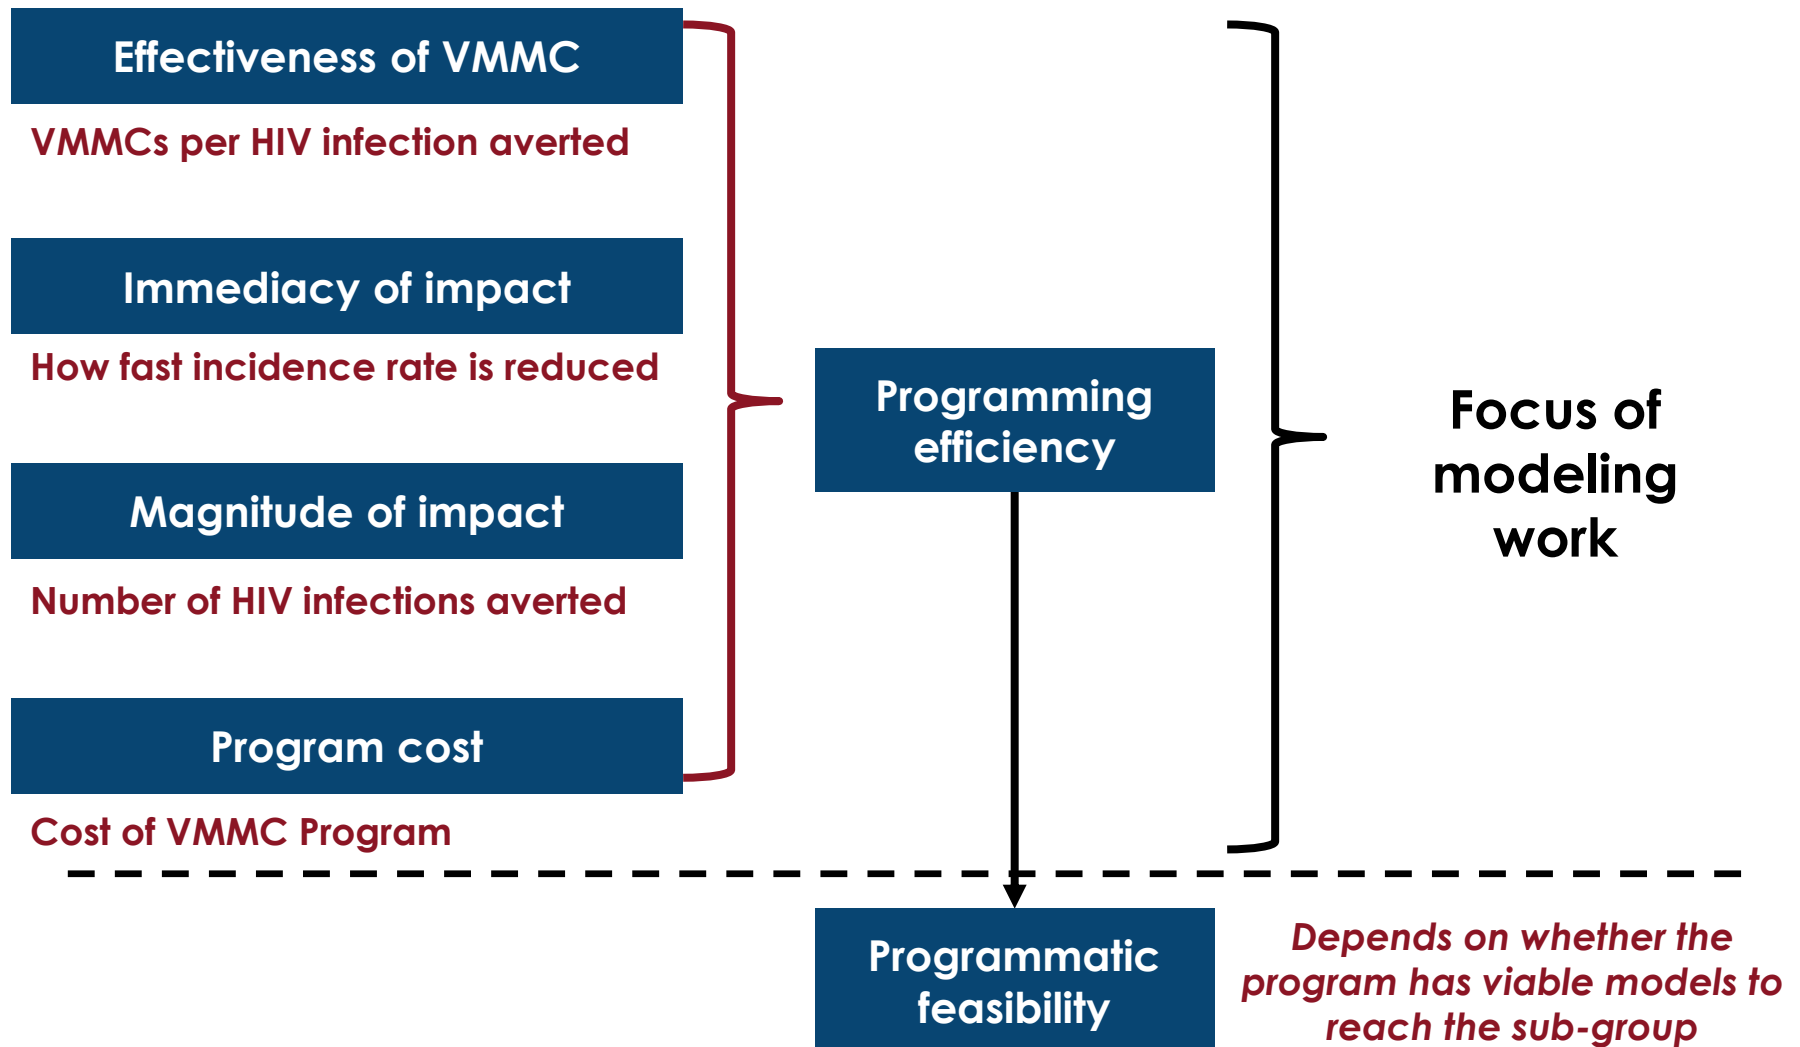 Effectiveness of VMMC
VMMCs per HIV infection averted
Immediacy of impact
How fast incidence rate is reduced
Magnitude of impact
Number of HIV infections averted
Program cost
Cost of VMMC Program
Programming
efficiency
Focus of
modeling
work
Programmatic
feasibility
Depends on whether the
program has viable models to
reach the sub-group